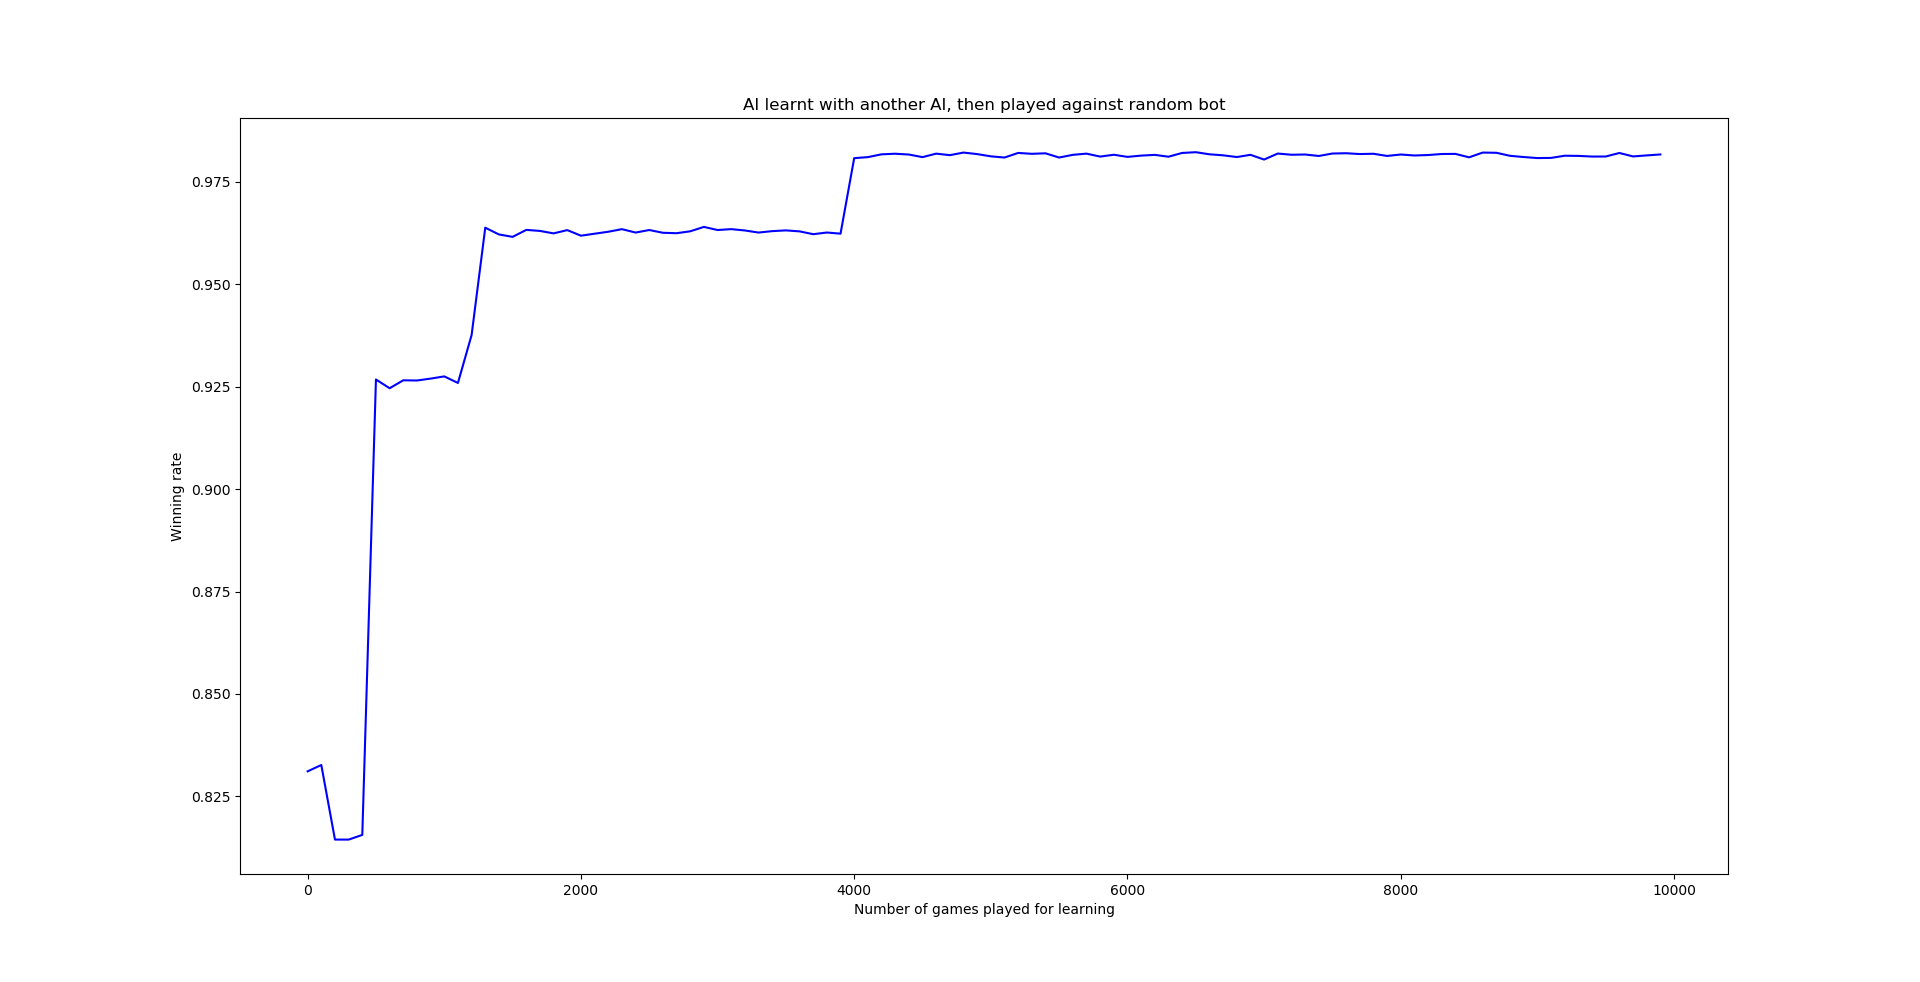 AI learnt with another AI, then played against random bot
0.975
0.950
0.925
0.900
0.875
0.850
0.825
Winning rate
0 2000 4000 6000 8000 10000
Number of games played for learning